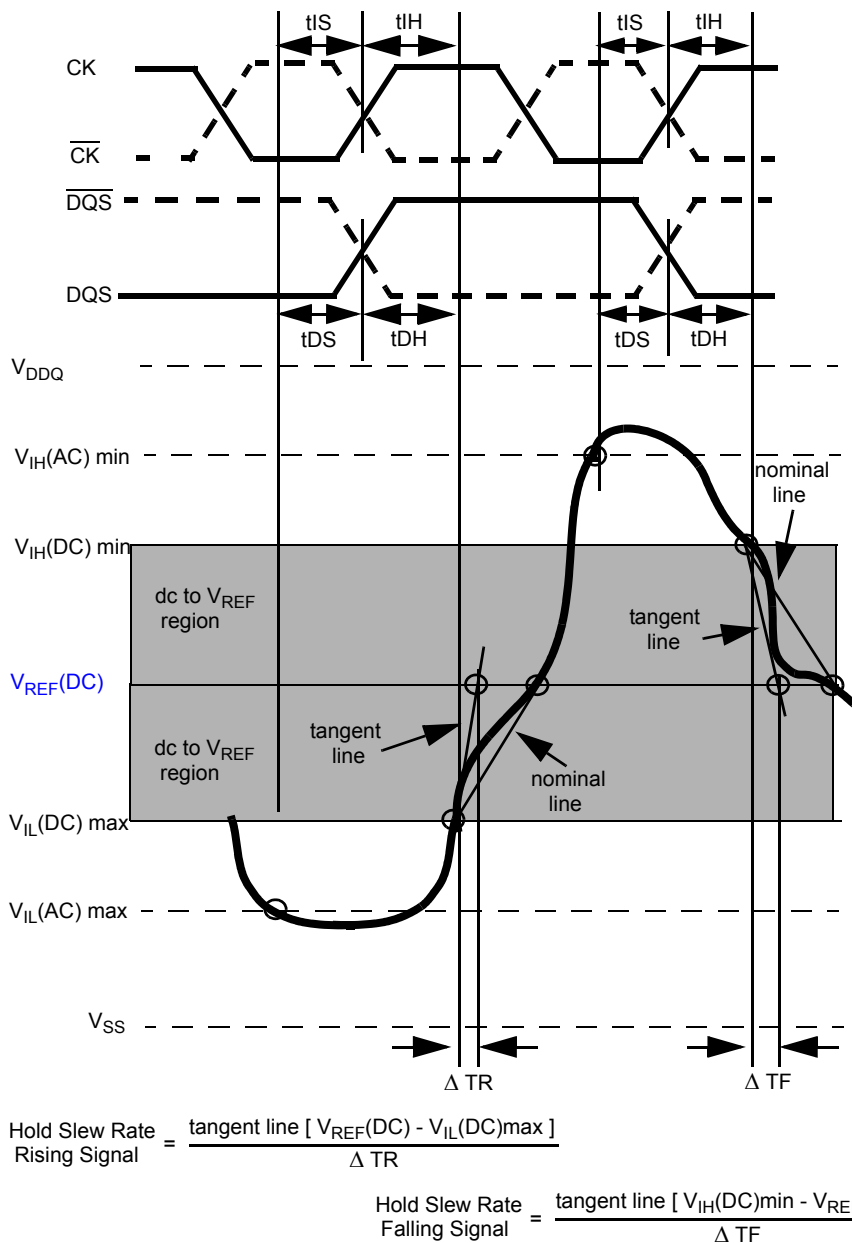 tIS tIH tIS tIH
CK
CK
DQS
DQS
tDS tDH tDS tDH
VDDQ
VIH(AC) min
nominal
line
VIH(DC) min
dc to VREF
region
tangent
line
VREF(DC)
tangent
line
dc to VREF
region
nominal
line
VIL(DC) max
VIL(AC) max
VSS
Δ TR Δ TF
Hold Slew Rate
Rising Signal
=
tangent line [ VREF(DC) - VIL(DC)max ]
Δ TR
Hold Slew Rate
Falling Signal
=
tangent line [ VIH(DC)min - VRE
Δ TF